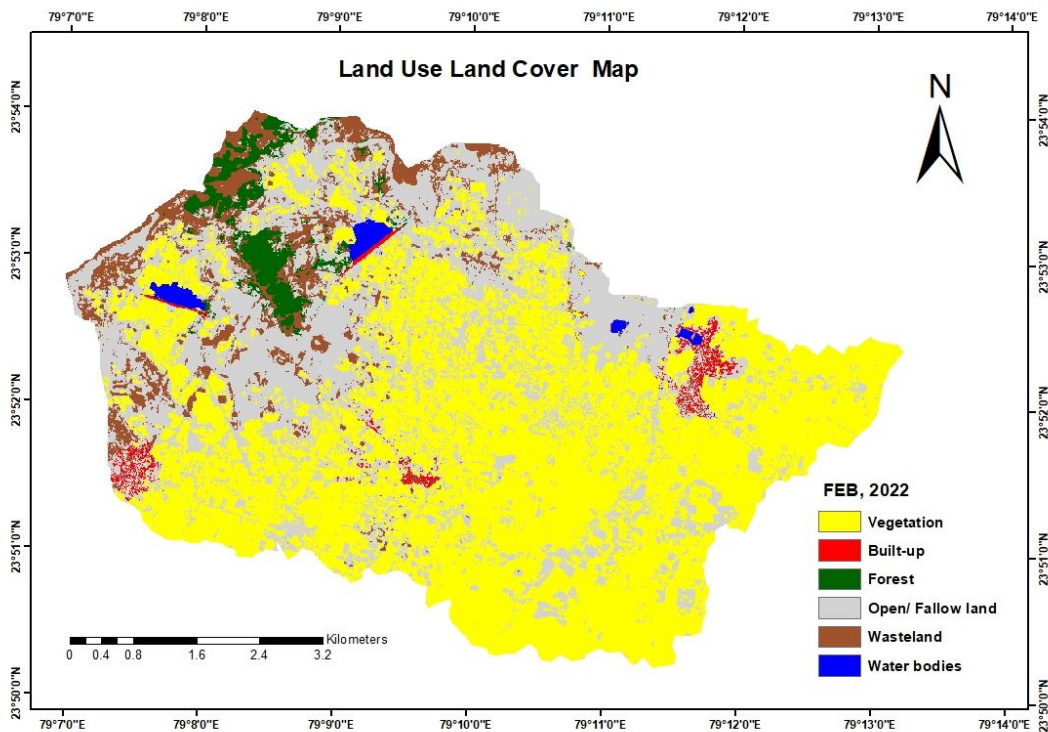 79°7'0"E 79°8'0"E 79°9'0"E 79°10'0"E 79°11'0"E 79°12'0"E 79°13'0"E 79°14'0"E
Land Use Land Cover Map
N
23°54'0"N 23°54'0"N
23°53'0"N 23°53'0"N
23°52'0"N 23°52'0"N
FEB, 2022
Vegetation
Built-up
23°51'0"N 23°51'0"N
Forest
Open/ Fallow land
Wasteland
Water bodies
Kilometers
0 0.4 0.8 1.6 2.4 3.2
23°50'0"N 23°50'0"N
79°7'0"E 79°8'0"E 79°9'0"E 79°10'0"E 79°11'0"E 79°12'0"E 79°13'0"E 79°14'0"E